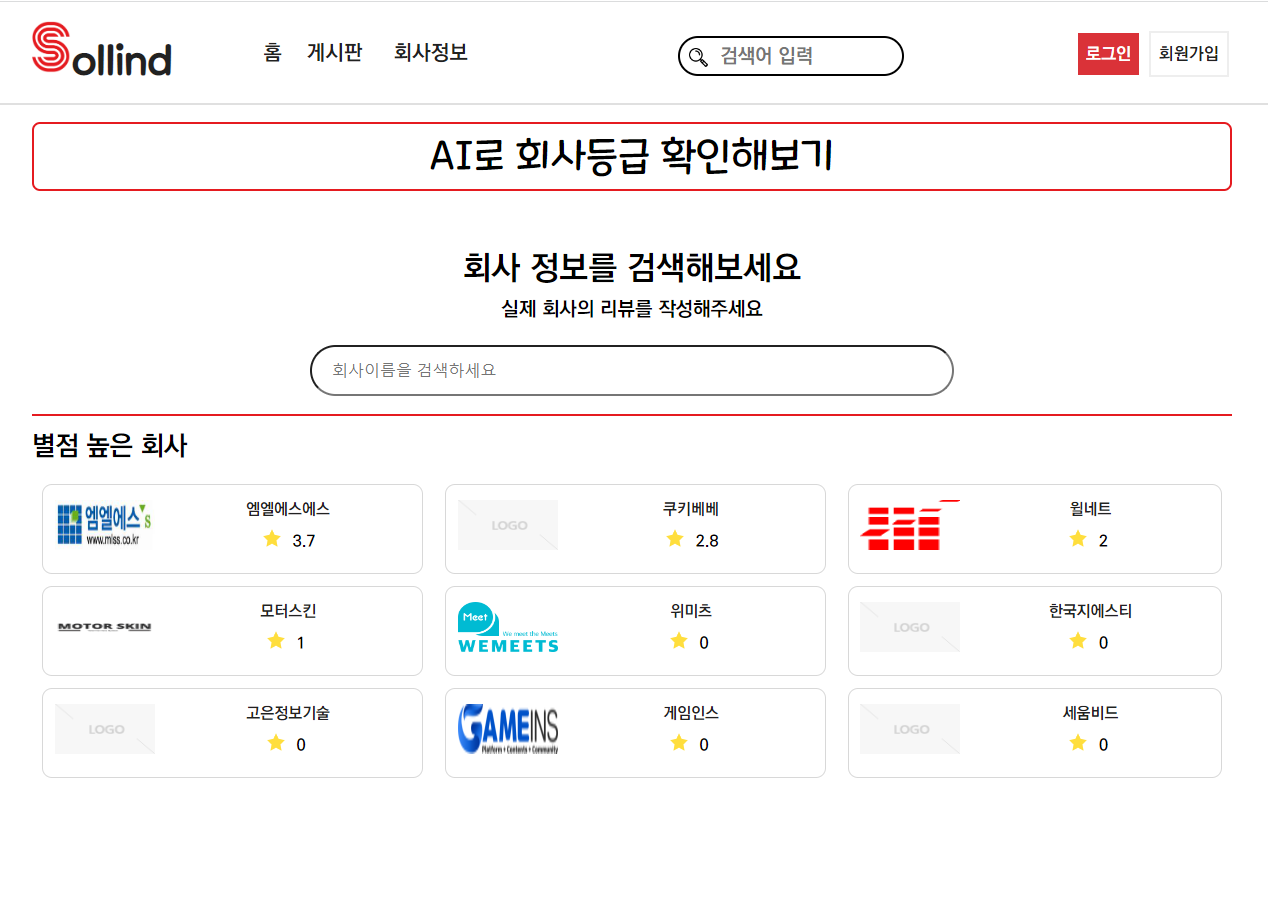 Sollind
홈 게시판 회사정보
검색어 입력
로그인 회원가입
AI로 회사등급 확인해보기
회사 정보를 검색해보세요
실제 회사의 리뷰를 작성해주세요
회사이름을 검색하세요
별점 높은 회사
엠엘에스's
www.mlss.co.kr
엠엘에스에스
3.7
LOGO
쿠키베베
2.8
윌네트
2
MOTOR SKIN
모터스킨
1
Meet
We meet the Meets
WEMEETS
위미츠
0
LOGO
한국지에스티
0
LOGO
고은정보기술
0
GAMEINS
Platform + Contents + Community
게임인스
0
LOGO
세움비드
0